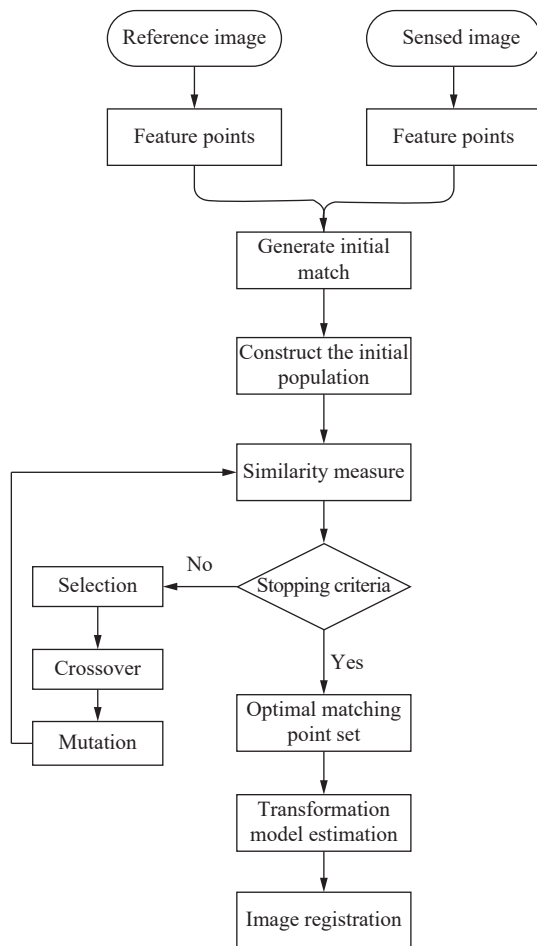 Reference image
Sensed image
Feature points
Feature points
Generate initial
match
Construct the initial
population
Similarity measure
Stopping criteria
No
Selection
Crossover
Mutation
Yes
Optimal matching
point set
Transformation
model estimation
Image registration